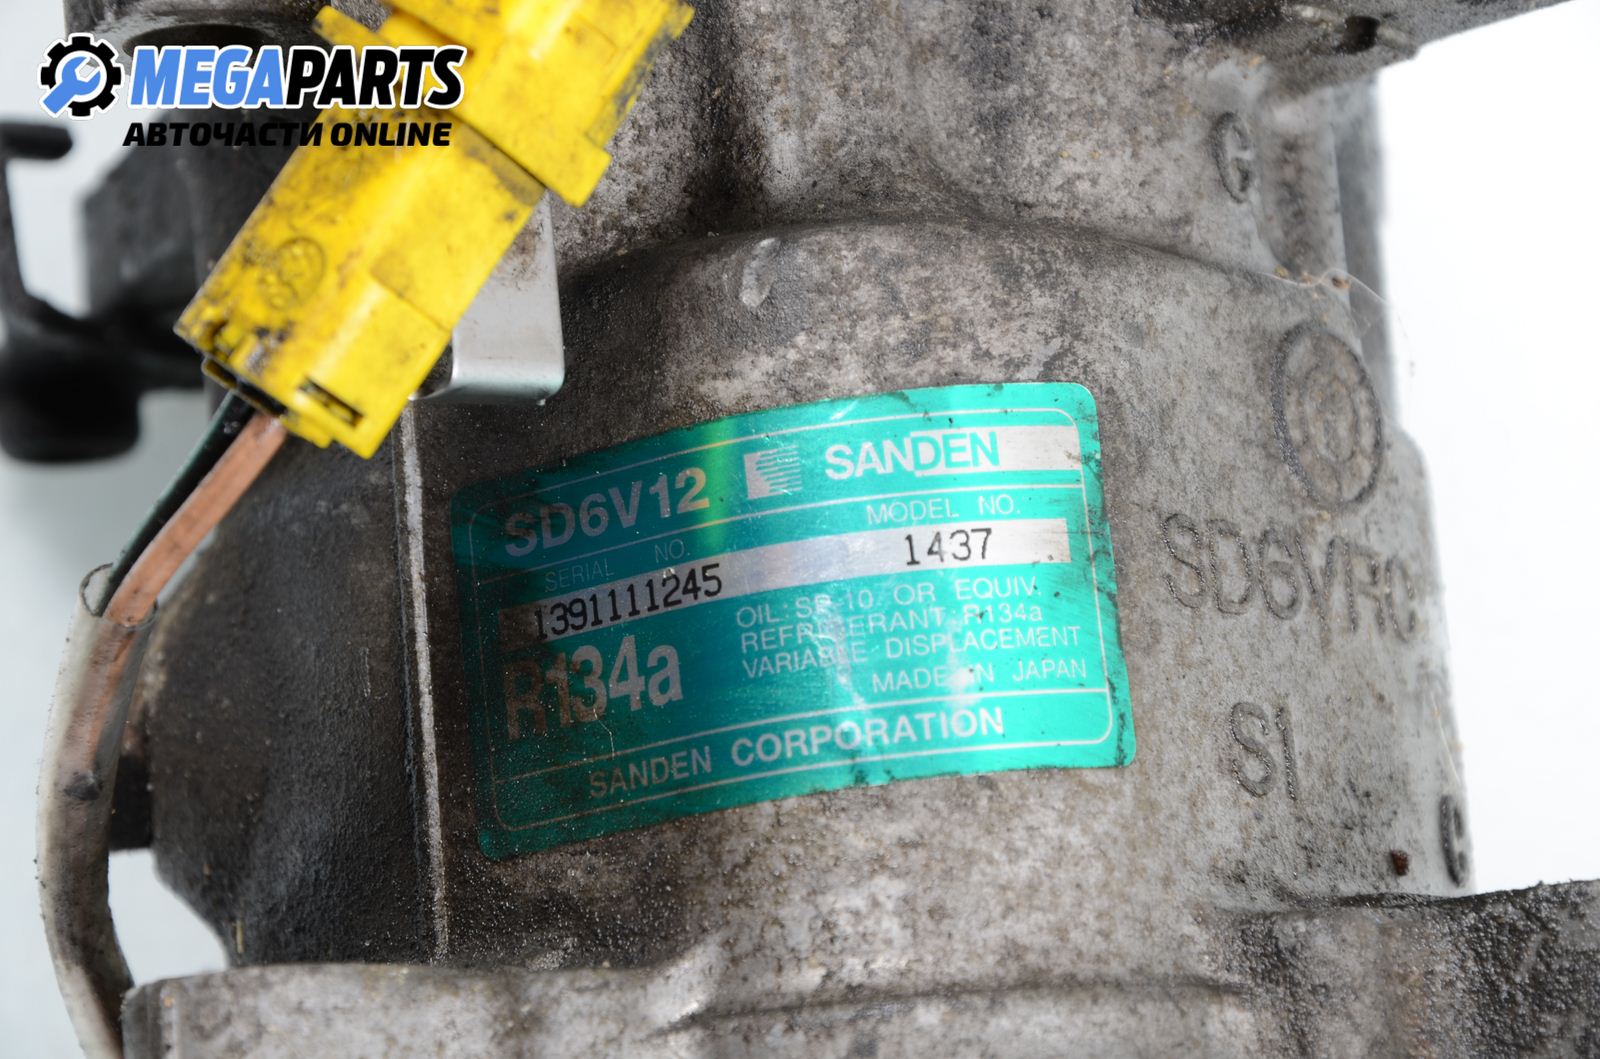 MEGAPARTS
АВТОЧАСТИ ONLINE
SD6V12 SANDEN
SERIAL NO. MODEL NO.
1391111245 1437
OIL: SP-10 OR EQUIV.
REFRIGERANT R134a
VARIABLE DISPLACEMENT
R134a MADE IN JAPAN
SANDEN CORPORATION
SD6VRC
SI